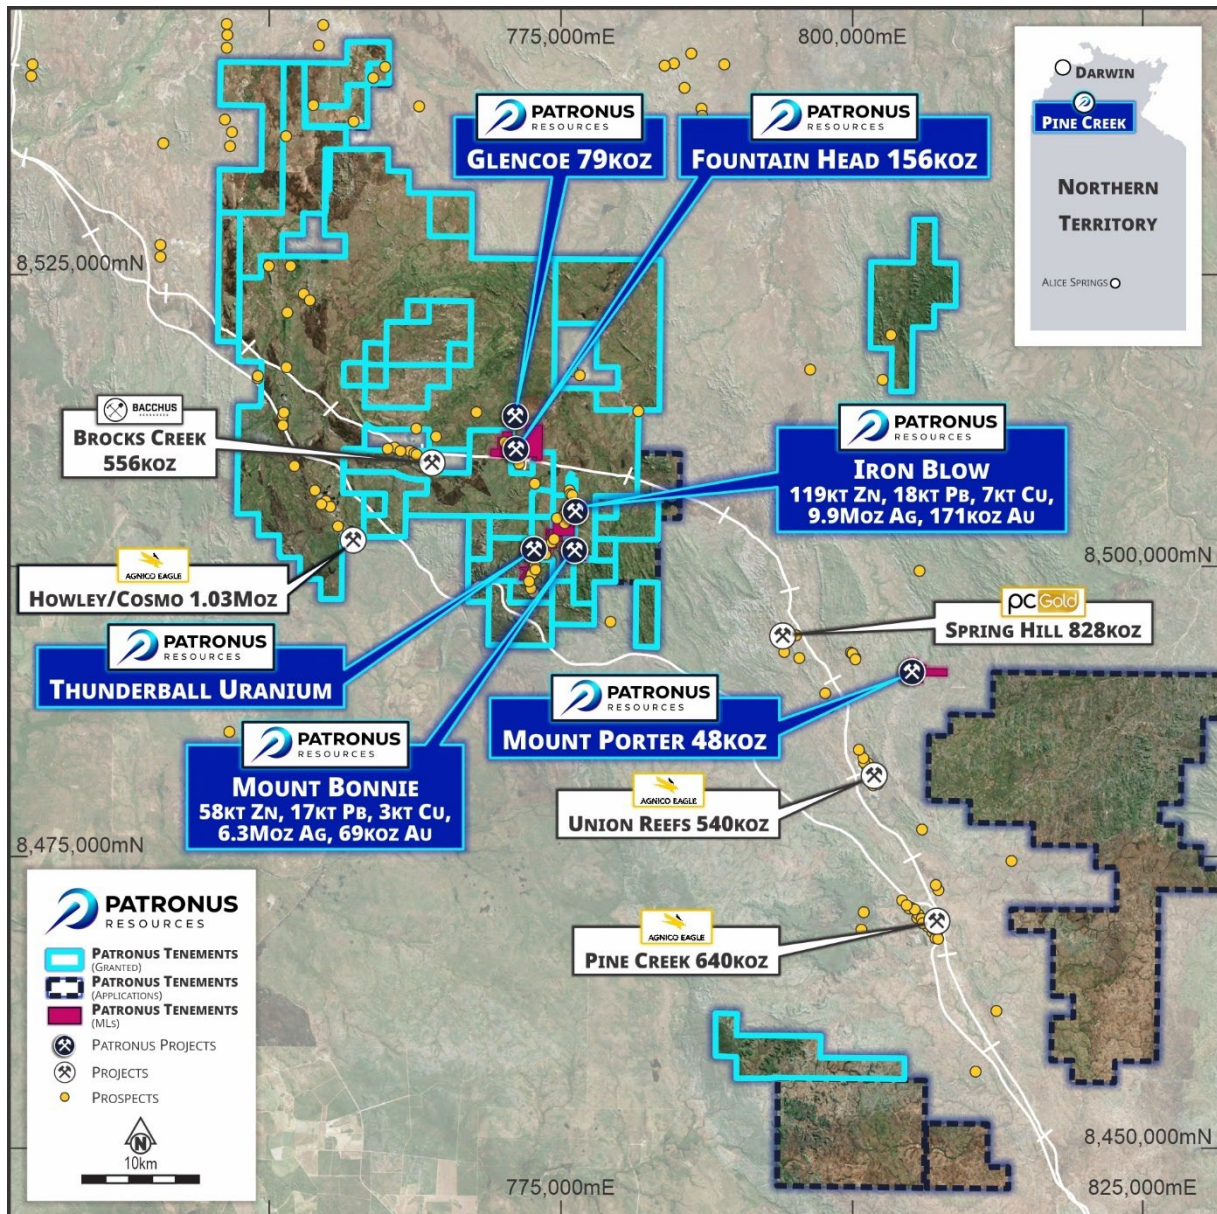 775,000mE
800,000mE
DARWIN
PINE CREEK
NORTHERN
TERRITORY
ALICE SPRINGS
PATRONUS
RESOURCES
GLENCOE 79KOZ
PATRONUS
RESOURCES
FOUNTAIN HEAD 156KOZ
8,525,000mN
BACCHUS
RESOURCES
BROCKS CREEK
556KOZ
PATRONUS
RESOURCES
IRON BLOW
119KT ZN, 18KT PB, 7KT CU,
9.9MOZ AG, 171KOZ AU
8,500,000mN
AGNICO EAGLE
HOWLEY/COSMO 1.03MOZ
pcGold
SPRING HILL 828KOZ
PATRONUS
RESOURCES
THUNDERBALL URANIUM
PATRONUS
RESOURCES
MOUNT PORTER 48KOZ
PATRONUS
RESOURCES
MOUNT BONNIE
58KT ZN, 17KT PB, 3KT CU,
6.3MOZ AG, 69KOZ AU
AGNICO EAGLE
UNION REEFS 540KOZ
8,475,000mN
AGNICO EAGLE
PINE CREEK 640KOZ
PATRONUS
RESOURCES
PATRONUS TENEMENTS
(GRANTED)
PATRONUS TENEMENTS
(APPLICATIONS)
PATRONUS TENEMENTS
(MLS)
PATRONUS PROJECTS
PROJECTS
PROSPECTS
N
10km
8,450,000mN
775,000mE
825,000mE